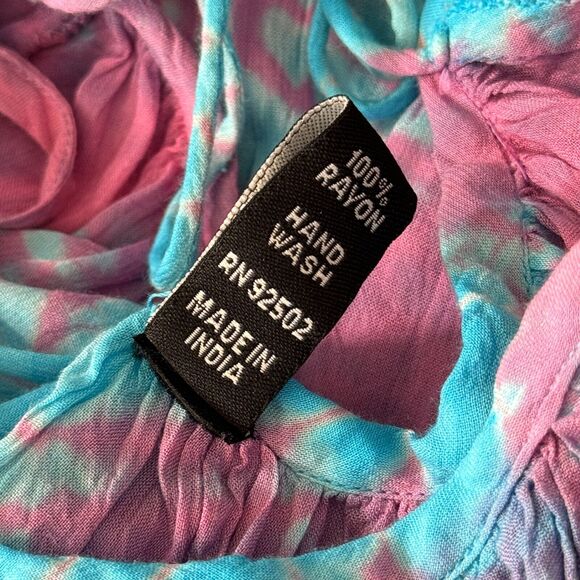 100%
RAYON
HAND
WASH
RN 92502
MADE IN
INDIA